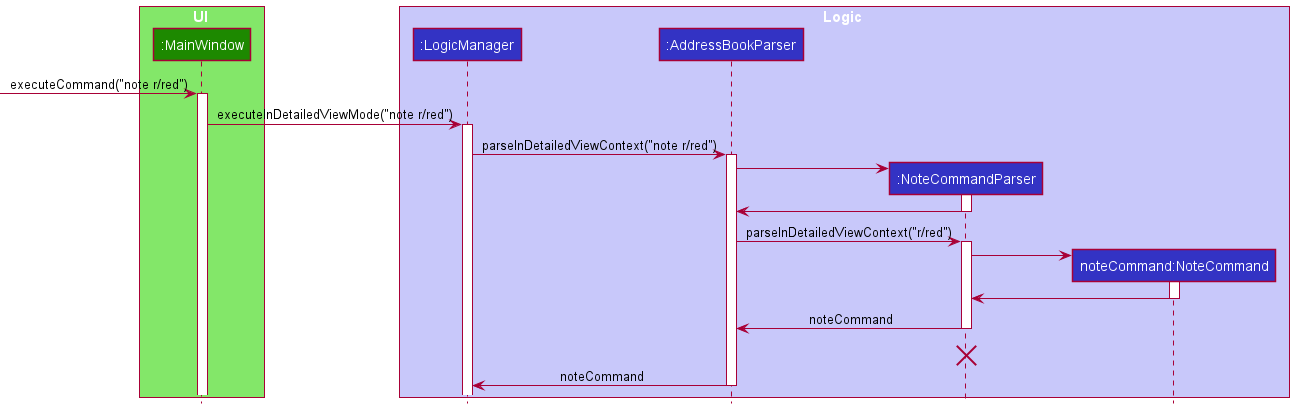 UI
Logic
:MainWindow
:LogicManager
:AddressBookParser
executeCommand("note r/red")
executeInDetailedViewMode("note r/red")
parseInDetailedViewContext("note r/red")
:NoteCommandParser
parseInDetailedViewContext("r/red")
noteCommand:NoteCommand
noteCommand
noteCommand